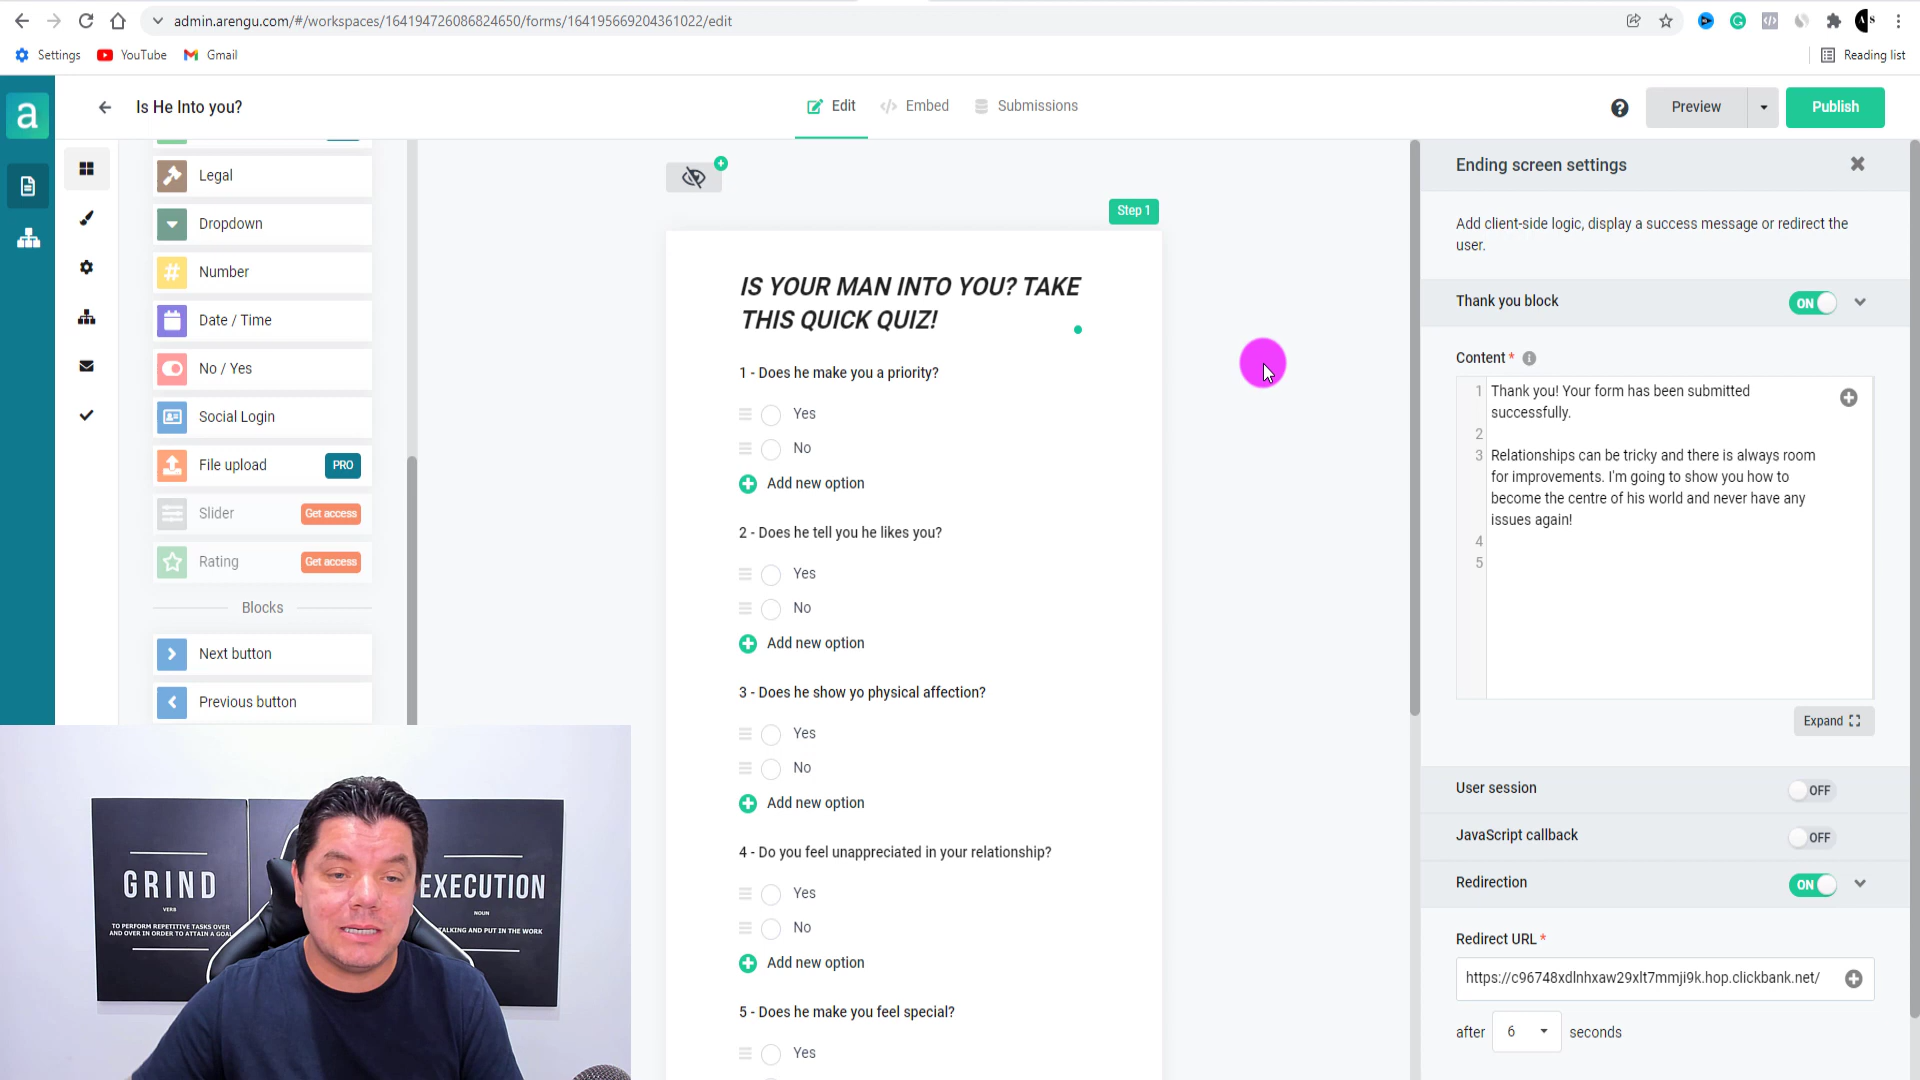 admin.arengu.com/#/workspaces/164194726086824650/forms/164195669204361022/edit
Settings
YouTube
Gmail
Reading list
a
Is He Into you?
Edit
Embed
Submissions
Preview
Publish
Legal
Dropdown
Number
Date / Time
No / Yes
Social Login
File upload
PRO
Slider
Get access
Rating
Get access
Blocks
Next button
Previous button
Step 1
IS YOUR MAN INTO YOU? TAKE
THIS QUICK QUIZ!
1 - Does he make you a priority?
Yes
No
Add new option
2 - Does he tell you he likes you?
Yes
No
Add new option
3 - Does he show yo physical affection?
Yes
No
Add new option
4 - Do you feel unappreciated in your relationship?
Yes
No
Add new option
5 - Does he make you feel special?
Yes
Ending screen settings
Add client-side logic, display a success message or redirect the
user.
Thank you block
ON
Content *
1 Thank you! Your form has been submitted
successfully.
2
3 Relationships can be tricky and there is always room
for improvements. I'm going to show you how to
become the centre of his world and never have any
issues again!
4
5
Expand
User session
OFF
JavaScript callback
OFF
Redirection
ON
Redirect URL *
https://c96748xdlnhxaw29xlt7mmji9k.hop.clickbank.net/
after 6 seconds
GRIND
VERB
TO PERFORM REPETITIVE TASKS OVER
AND OVER IN ORDER TO ATTAIN A GOAL
EXECUTION
NOUN
TALKING AND PUT IN THE WORK